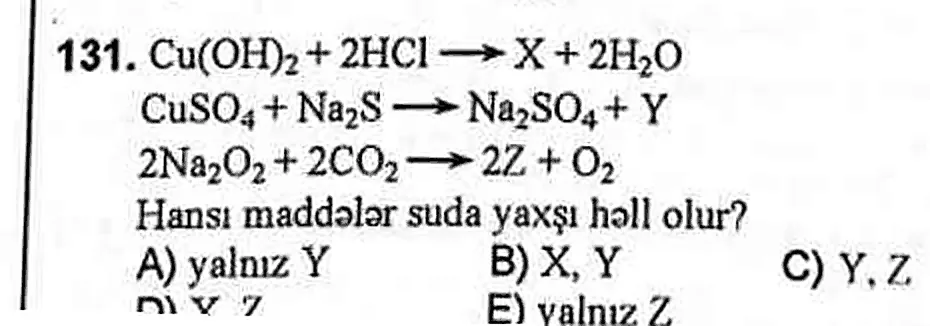 131. Cu(OH)₂ + 2HCl → X + 2H₂O
CuSO₄ + Na₂S → Na₂SO₄ + Y
2Na₂O₂ + 2CO₂ → 2Z + O₂
Hansı maddələr suda yaxşı həll olur?
A) yalnız Y B) X, Y C) Y, Z
E) yalnız Z